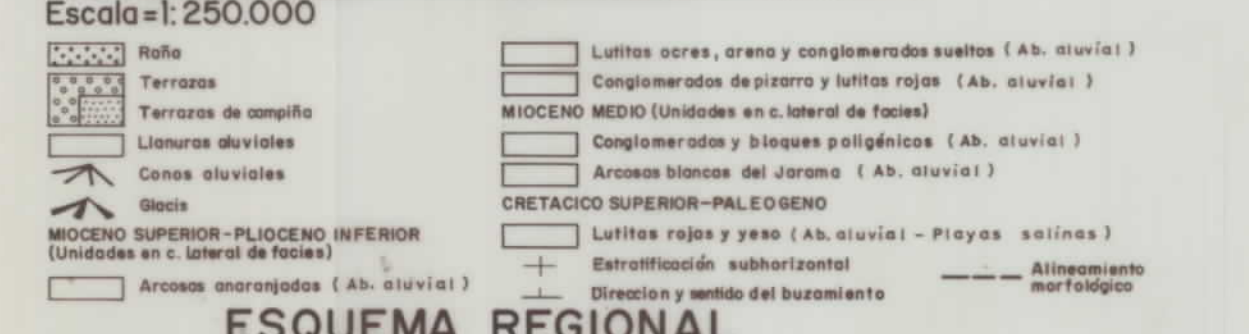 Escala=1:250.000
Raña
Terrazas
Terrazas de campiña
Llanuras aluviales
Conos aluviales
Glacis
MIOCENO SUPERIOR-PLIOCENO INFERIOR
(Unidades en c. lateral de facies)
Arcosas anaranjadas (Ab. aluvial)
Lutitas ocres, arena y conglomerados sueltos (Ab. aluvial)
Conglomerados de pizarra y lutitas rojas (Ab. aluvial)
MIOCENO MEDIO (Unidades en c. lateral de facies)
Conglomerados y bloques poligénicos (Ab. aluvial)
Arcosas blancas del Jarama (Ab. aluvial)
CRETACICO SUPERIOR-PALEOGENO
Lutitas rojas y yeso (Ab. aluvial - Playas salinas)
Estratificación subhorizontal
Direccion y sentido del buzamiento
Alineamiento
morfológico
ESQUEMA REGIONAL